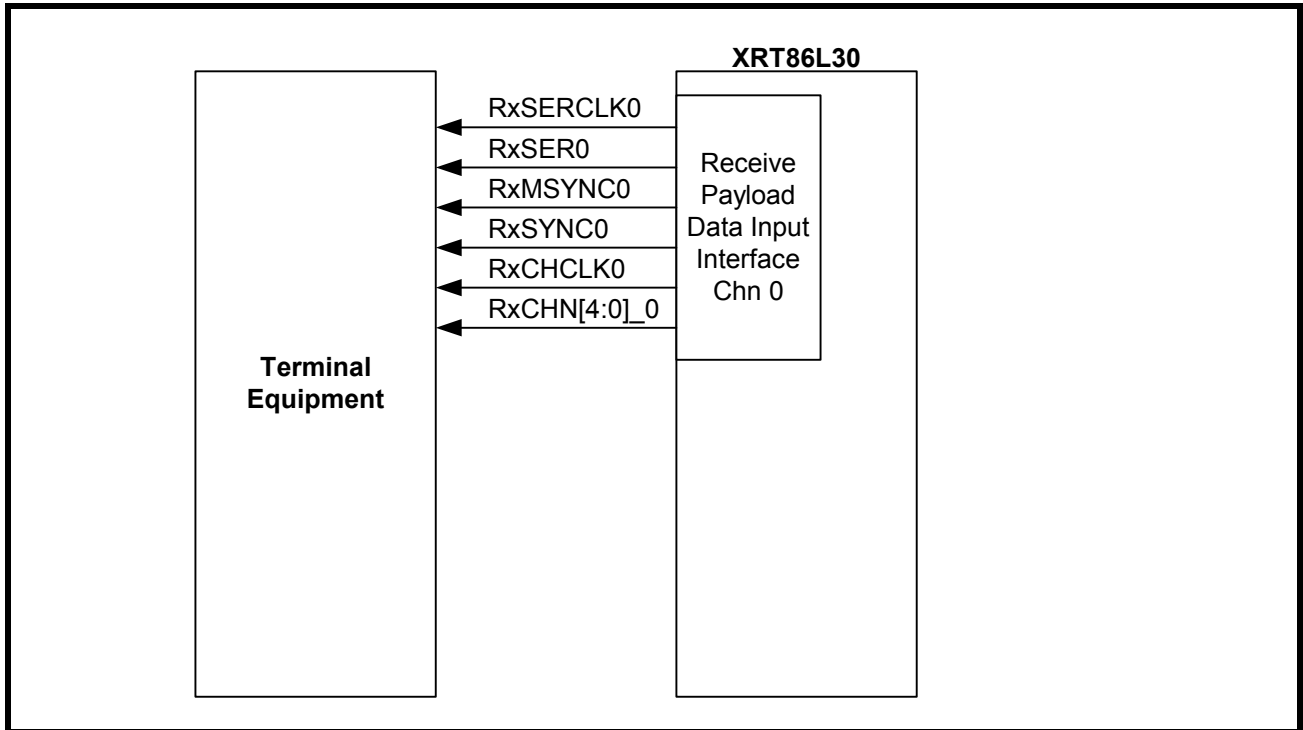 XRT86L30
RxSERCLK0
RxSER0
RxMSYNC0
RxSYNC0
RxCHCLK0
RxCHN[4:0]_0
Receive
Payload
Data Input
Interface
Chn 0
Terminal
Equipment